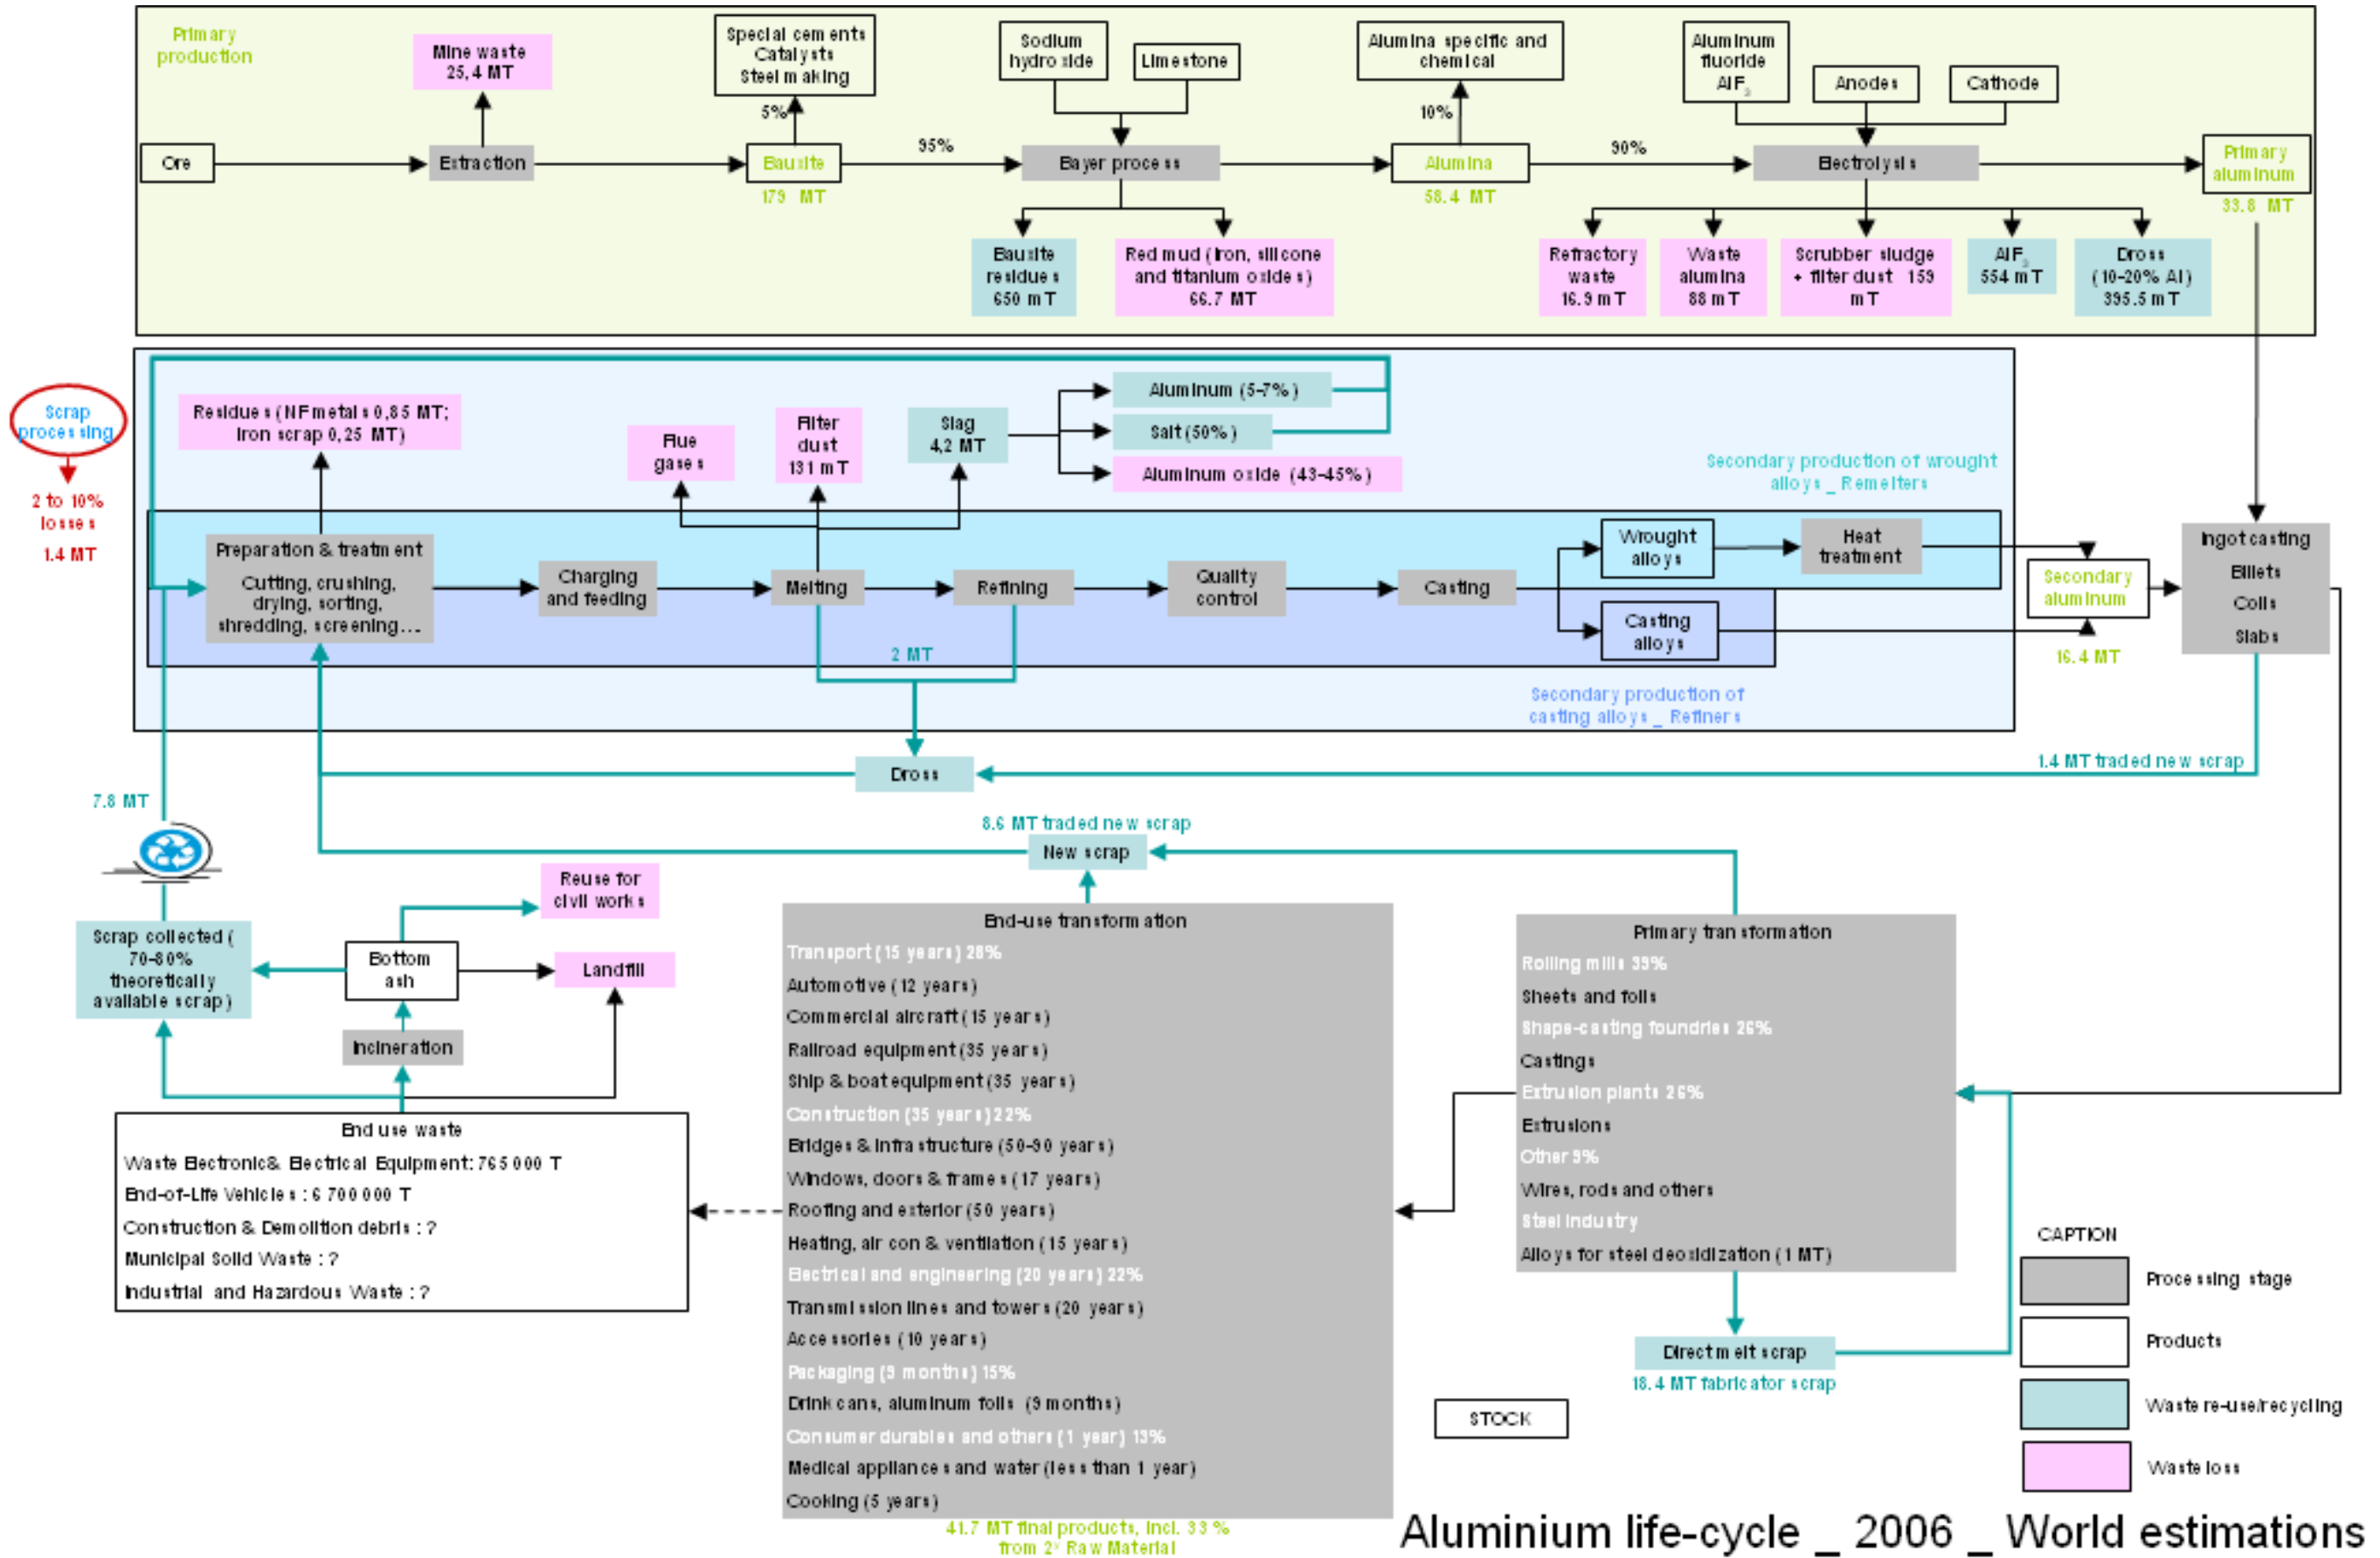 Primary
production
Mine waste
25,4 MT
Special cements
Catalysts
Steel making
Sodium
hydroxide
Limestone
Alumina specific and
chemical
Aluminum
fluoride
AlF3
Anodes
Cathode
5%
10%
Ore
Extraction
Bauxite
179 MT
95%
Bayer process
Alumina
58.4 MT
90%
Electrolysis
Primary
aluminum
33.8 MT
Bauxite
residues
650 mT
Red mud (iron, silicone
and titanium oxides)
66.7 MT
Refractory
waste
16.9 mT
Waste
alumina
88 mT
Scrubber sludge
+ filter dust 159
mT
AlF3
554 mT
Dross
(10-20% Al)
395.5 mT
Scrap
processing
2 to 10%
losses
1.4 MT
Residues (NF metals 0,85 MT;
Iron scrap 0,25 MT)
Flue
gases
Filter
dust
131 mT
Slag
4,2 MT
Aluminum (5-7%)
Salt (50%)
Aluminum oxide (43-45%)
Secondary production of wrought
alloys _ Remelters
Preparation & treatment
Cutting, crushing,
drying, sorting,
shredding, screening...
Charging
and feeding
Melting
Refining
Quality
control
Casting
Wrought
alloys
Heat
treatment
Casting
alloys
Secondary
aluminum
16.4 MT
Ingot casting
Billets
Coils
Slabs
2 MT
Secondary production of
casting alloys _ Refiners
Dross
1.4 MT traded new scrap
7.8 MT
8.6 MT traded new scrap
New scrap
Reuse for
civil works
Scrap collected (
70-80%
theoretically
available scrap)
Bottom
ash
Landfill
Incineration
End use waste
Waste Electronic& Electrical Equipment: 765 000 T
End-of-Life Vehicles : 6 700 000 T
Construction & Demolition debris : ?
Municipal Solid Waste : ?
Industrial and Hazardous Waste : ?
End-use transformation
Transport (15 years) 28%
Automotive (12 years)
Commercial aircraft (15 years)
Railroad equipment (35 years)
Ship & boat equipment (35 years)
Construction (35 years) 22%
Bridges & infrastructure (50-90 years)
Windows, doors & frames (17 years)
Roofing and exterior (50 years)
Heating, air con & ventilation (15 years)
Electrical and engineering (20 years) 22%
Transmission lines and towers (20 years)
Accessories (10 years)
Packaging (9 months) 15%
Drink cans, aluminum foils (9 months)
Consumer durables and others (1 year) 13%
Medical appliances and water (less than 1 year)
Cooking (5 years)
41.7 MT final products, incl. 33 %
from 2y Raw Material
Primary transformation
Rolling mills 39%
Sheets and foils
Shape-casting foundries 26%
Castings
Extrusion plants 26%
Extrusions
Other 9%
Wires, rods and others
Steel industry
Alloys for steel deoxidization (1 MT)
Direct melt scrap
18.4 MT fabricator scrap
STOCK
CAPTION
Processing stage
Products
Waste re-use/recycling
Waste loss
Aluminium life-cycle _ 2006 _ World estimations